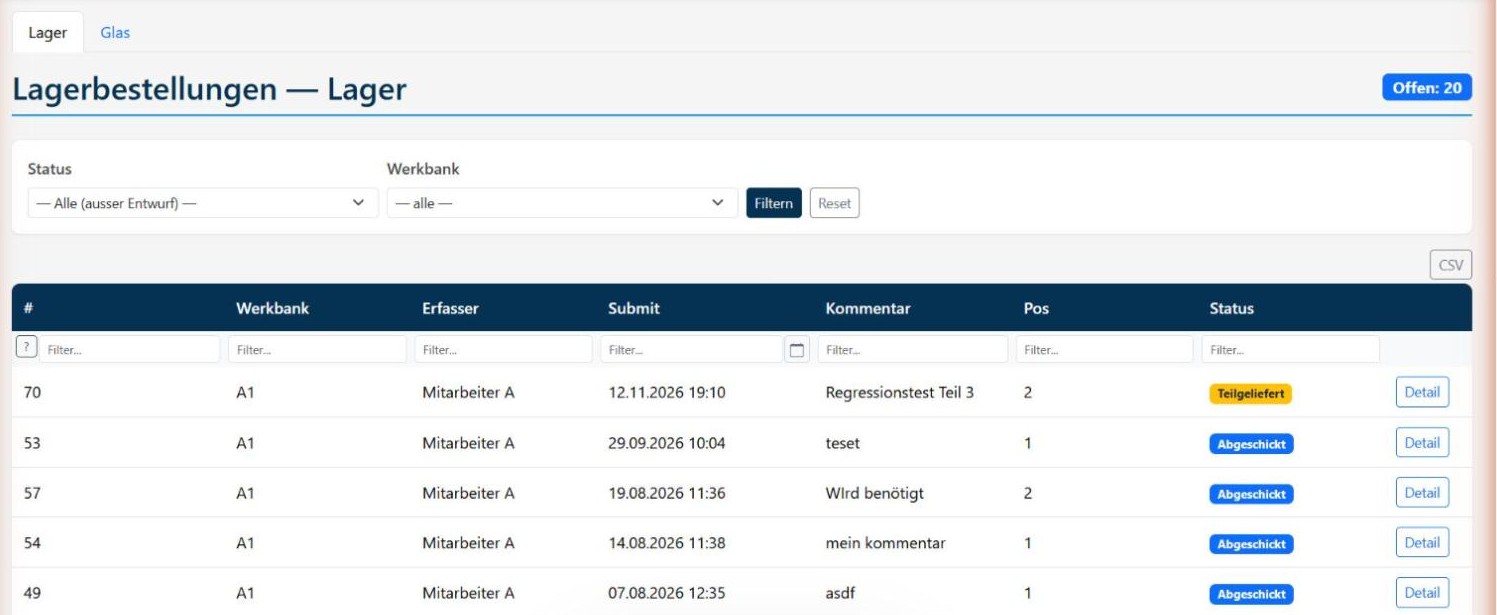 Lager Glas
Lagerbestellungen — Lager Offen: 20
Status Werkbank
— Alle (ausser Entwurf) — — alle — Filtern Reset
CSV
# Werkbank Erfasser Submit Kommentar Pos Status
? Filter... Filter... Filter... Filter... Filter... Filter... Filter...
70 A1 Mitarbeiter A 12.11.2026 19:10 Regressionstest Teil 3 2 Teilgeliefert Detail
53 A1 Mitarbeiter A 29.09.2026 10:04 teset 1 Abgeschickt Detail
57 A1 Mitarbeiter A 19.08.2026 11:36 WIrd benötigt 2 Abgeschickt Detail
54 A1 Mitarbeiter A 14.08.2026 11:38 mein kommentar 1 Abgeschickt Detail
49 A1 Mitarbeiter A 07.08.2026 12:35 asdf 1 Abgeschickt Detail